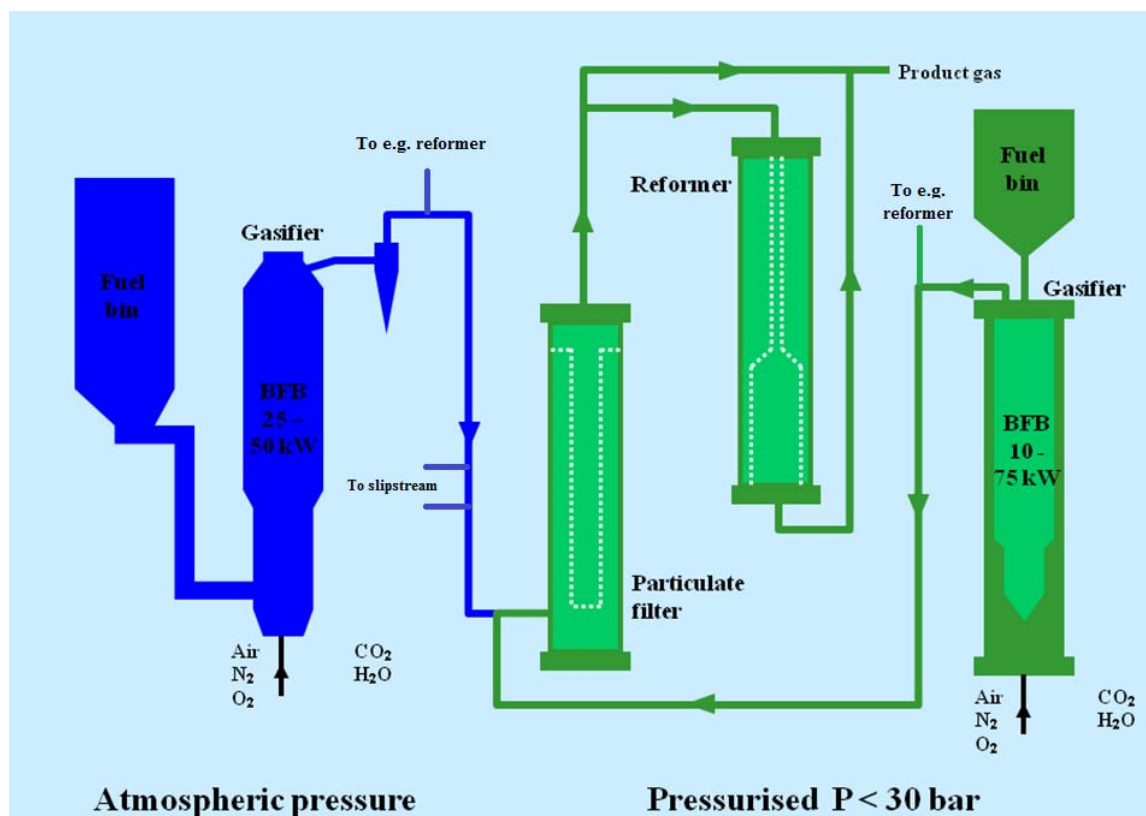 Product gas
To e.g. reformer
Fuel
bin
Reformer
To e.g.
reformer
Gasifier
Fuel
bin
Gasifier
BFB
25 –
50 kW
BFB
10 -
75 kW
To slipstream
Particulate
filter
Air CO₂
N₂ H₂O
O₂
Air CO₂
N₂ H₂O
O₂
Atmospheric pressure
Pressurised P < 30 bar